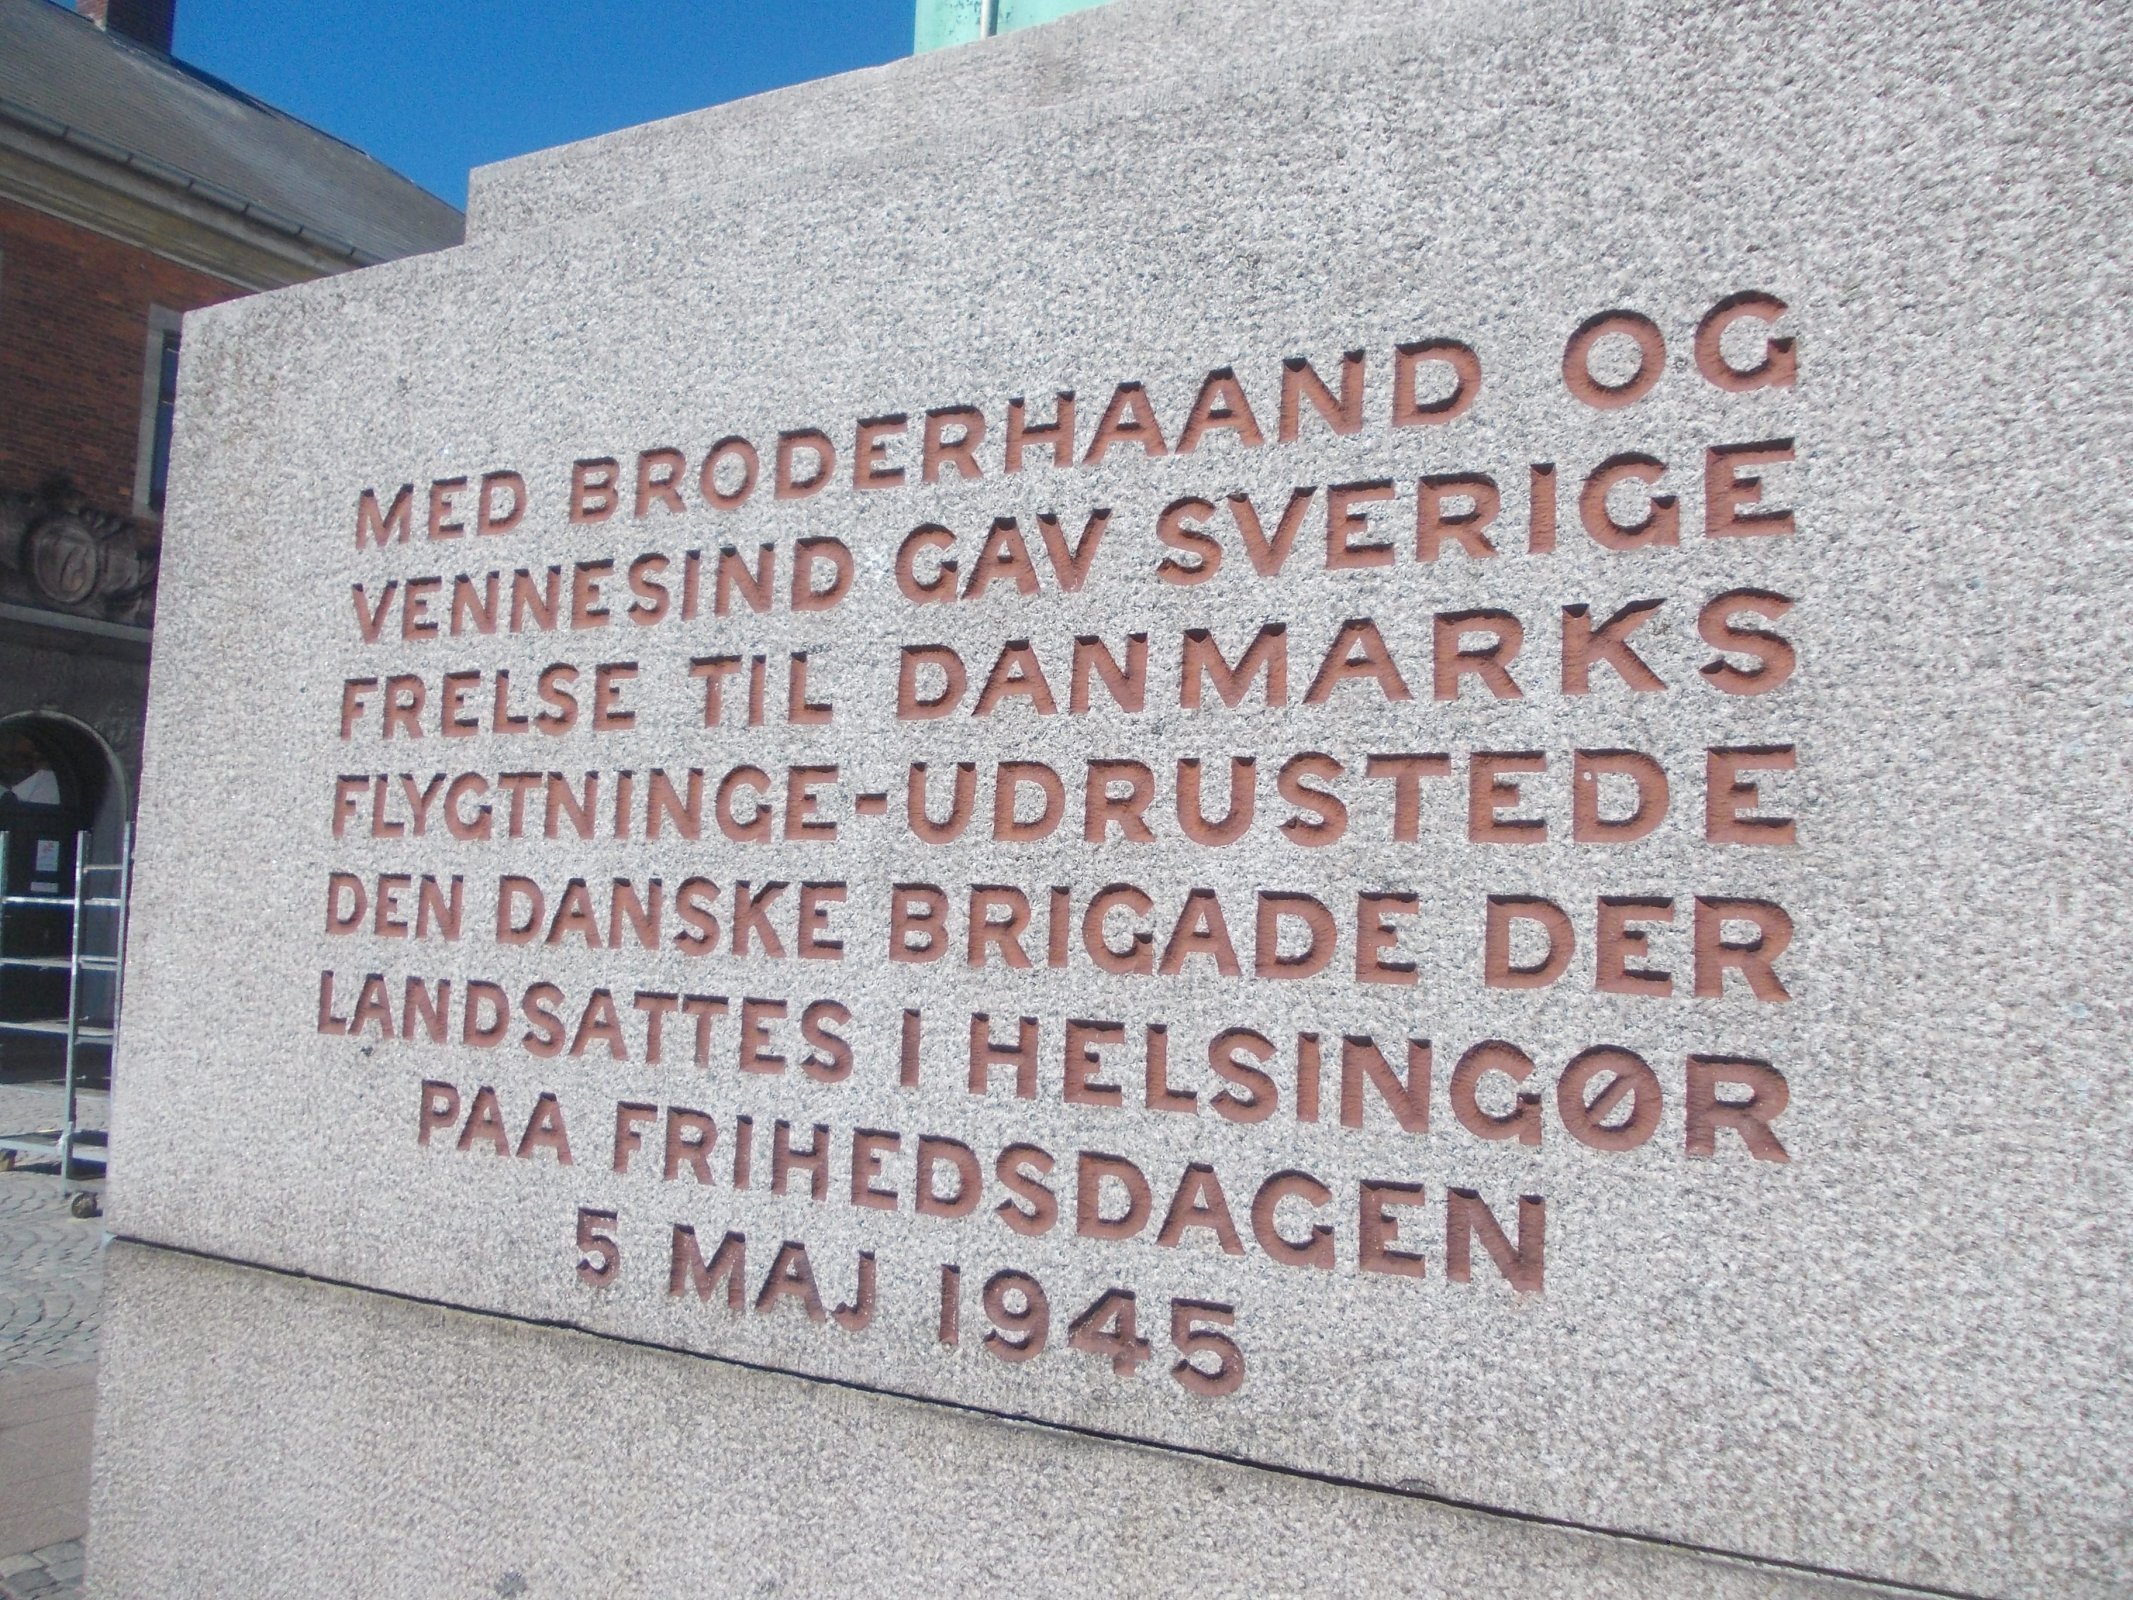 MED BRODERHAAND OG
VENNESIND GAV SVERIGE
FRELSE TIL DANMARKS
FLYGTNINGE-UDRUSTEDE
DEN DANSKE BRIGADE DER
LANDSATTES I HELSINGØR
PAA FRIHEDSDAGEN
5 MAJ 1945